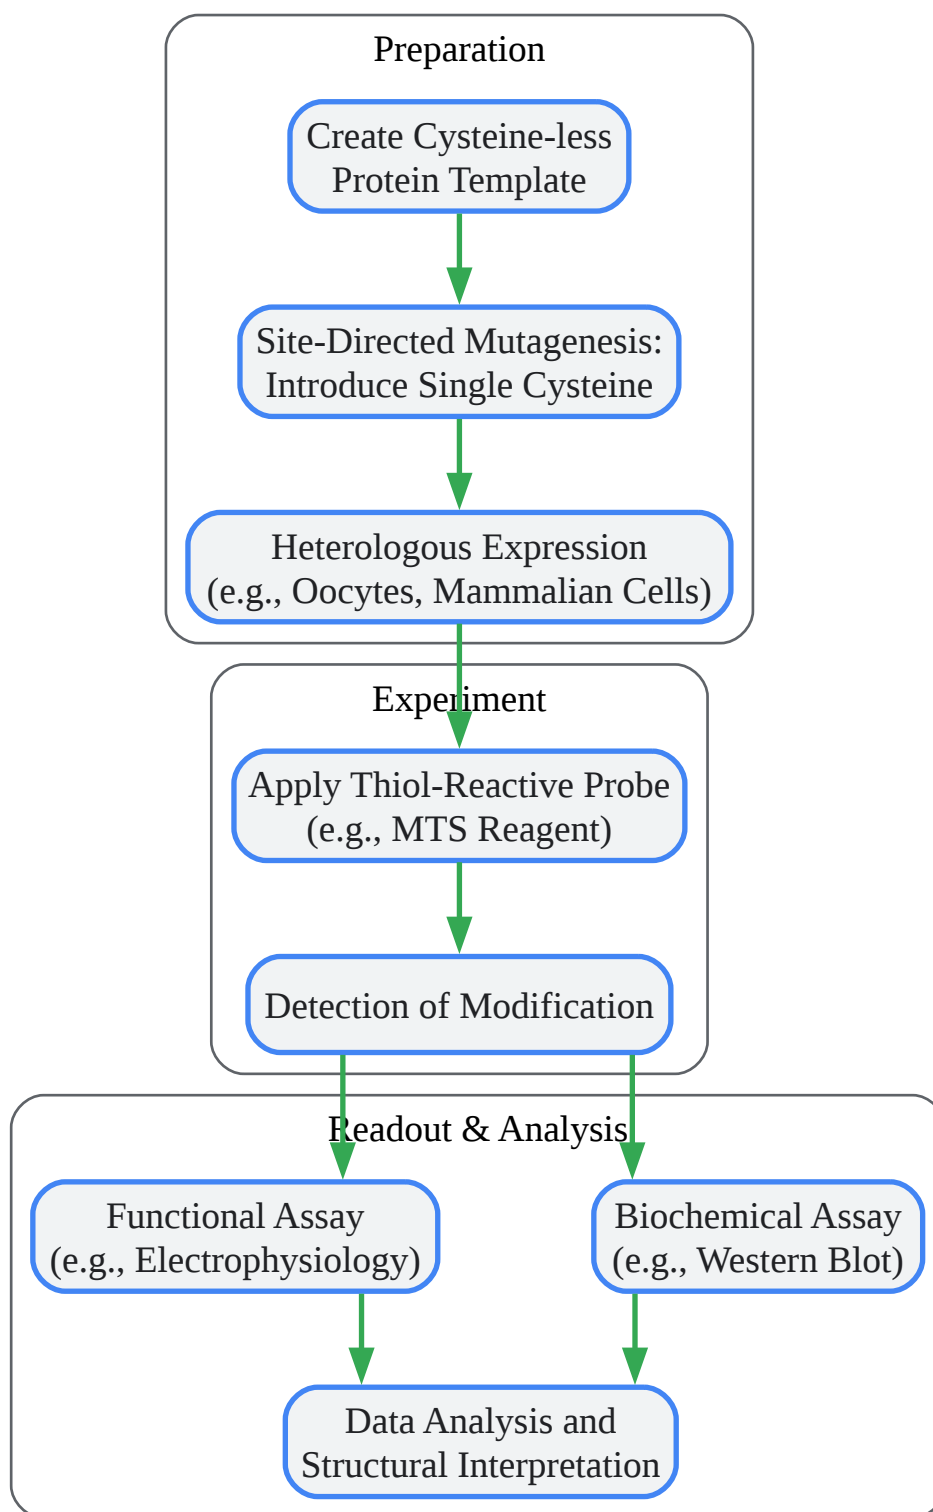 Preparation
Create Cysteine-less
Protein Template
Site-Directed Mutagenesis:
Introduce Single Cysteine
Heterologous Expression
(e.g., Oocytes, Mammalian Cells)
Experiment
Apply Thiol-Reactive Probe
(e.g., MTS Reagent)
Detection of Modification
Readout & Analysis
Functional Assay
(e.g., Electrophysiology)
Biochemical Assay
(e.g., Western Blot)
Data Analysis and
Structural Interpretation